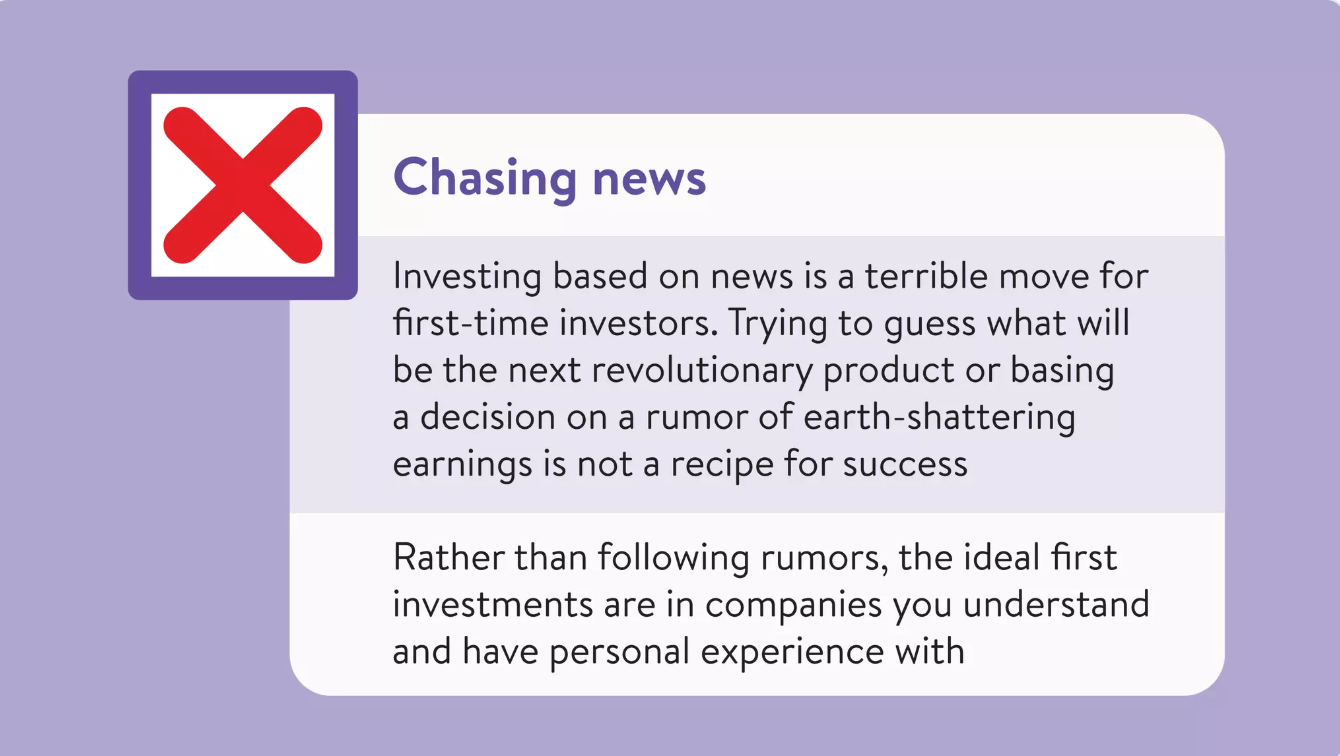 Chasing news
Investing based on news is a terrible move for
first-time investors. Trying to guess what will
be the next revolutionary product or basing
a decision on a rumor of earth-shattering
earnings is not a recipe for success
Rather than following rumors, the ideal first
investments are in companies you understand
and have personal experience with